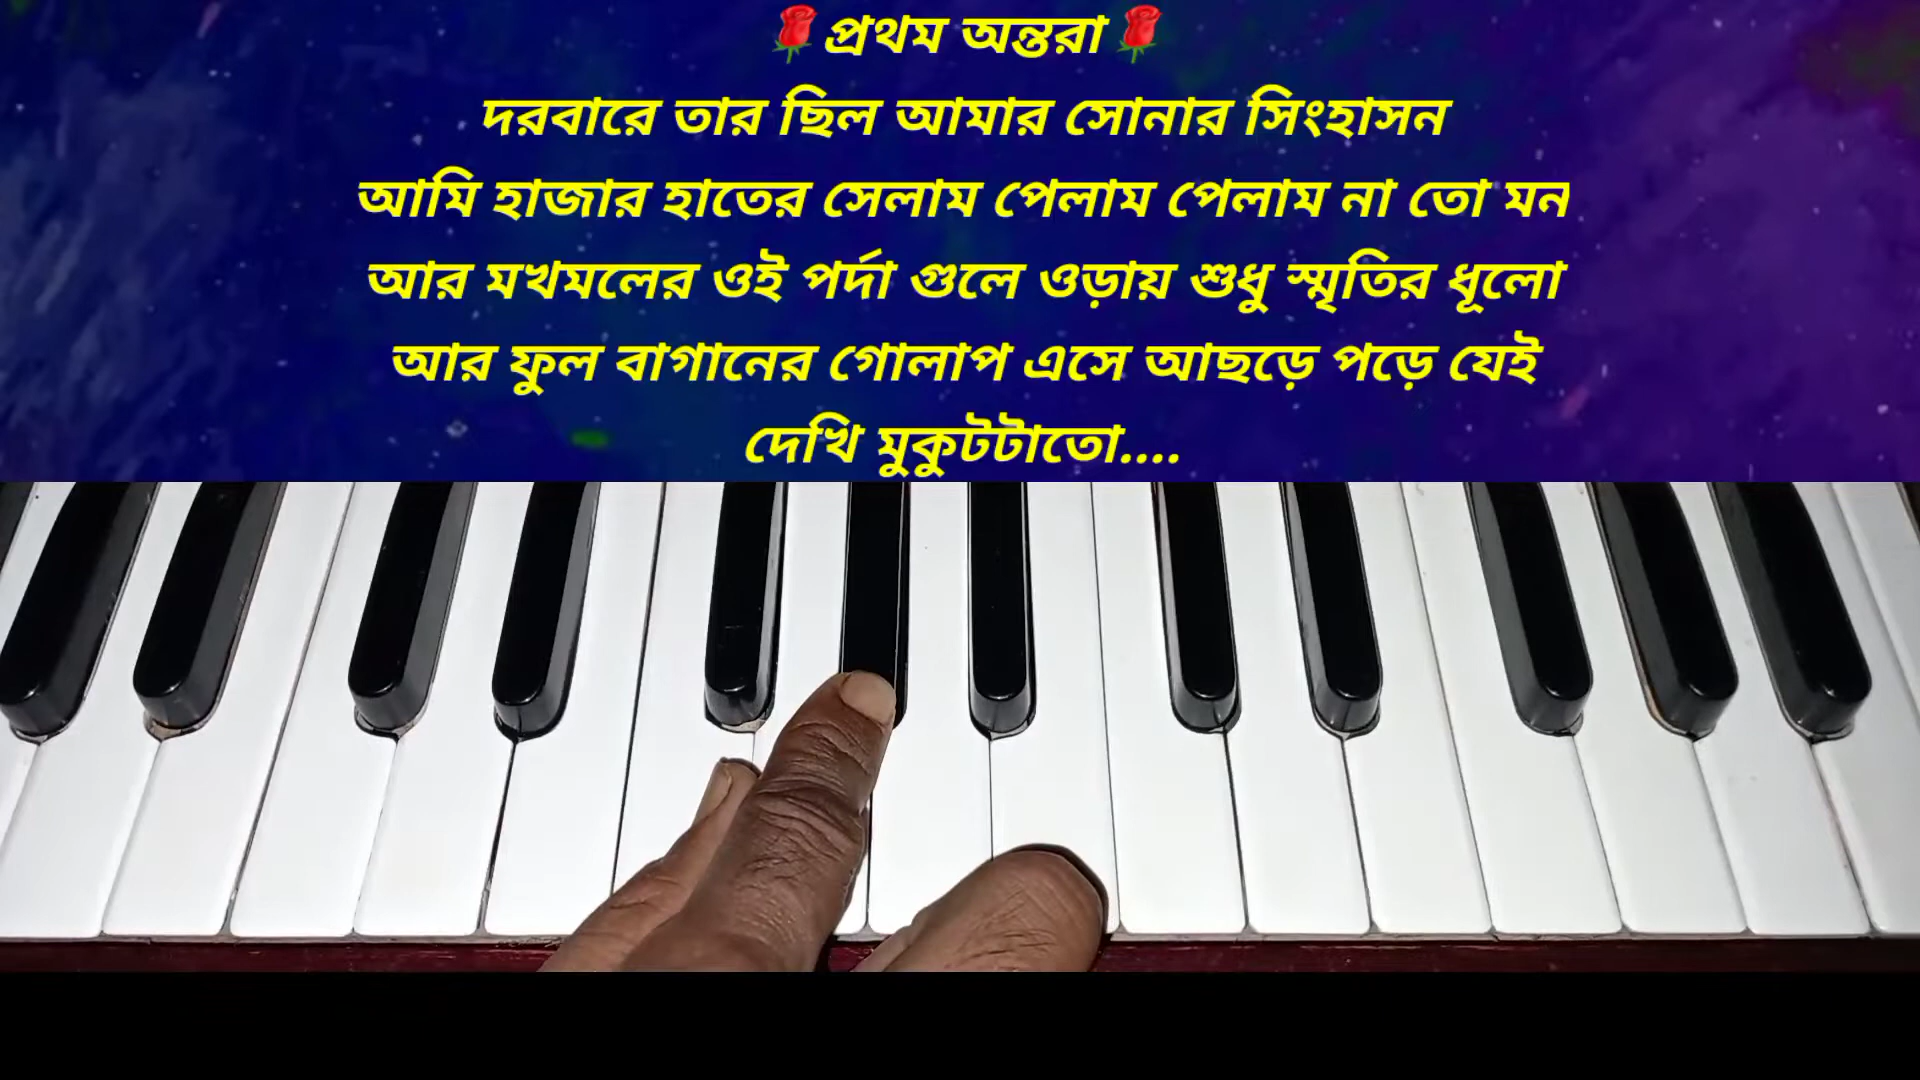 🌹প্রথম অন্তরা🌹
দরবারে তার ছিল আমার সোনার সিংহাসন
আমি হাজার হাতের সেলাম পেলাম পেলাম না তো মন
আর মখমলের ওই পর্দা গুলে ওড়ায় শুধু স্মৃতির ধূলো
আর ফুল বাগানের গোলাপ এসে আছড়ে পড়ে যেই
দেখি মুকুটটাতো....